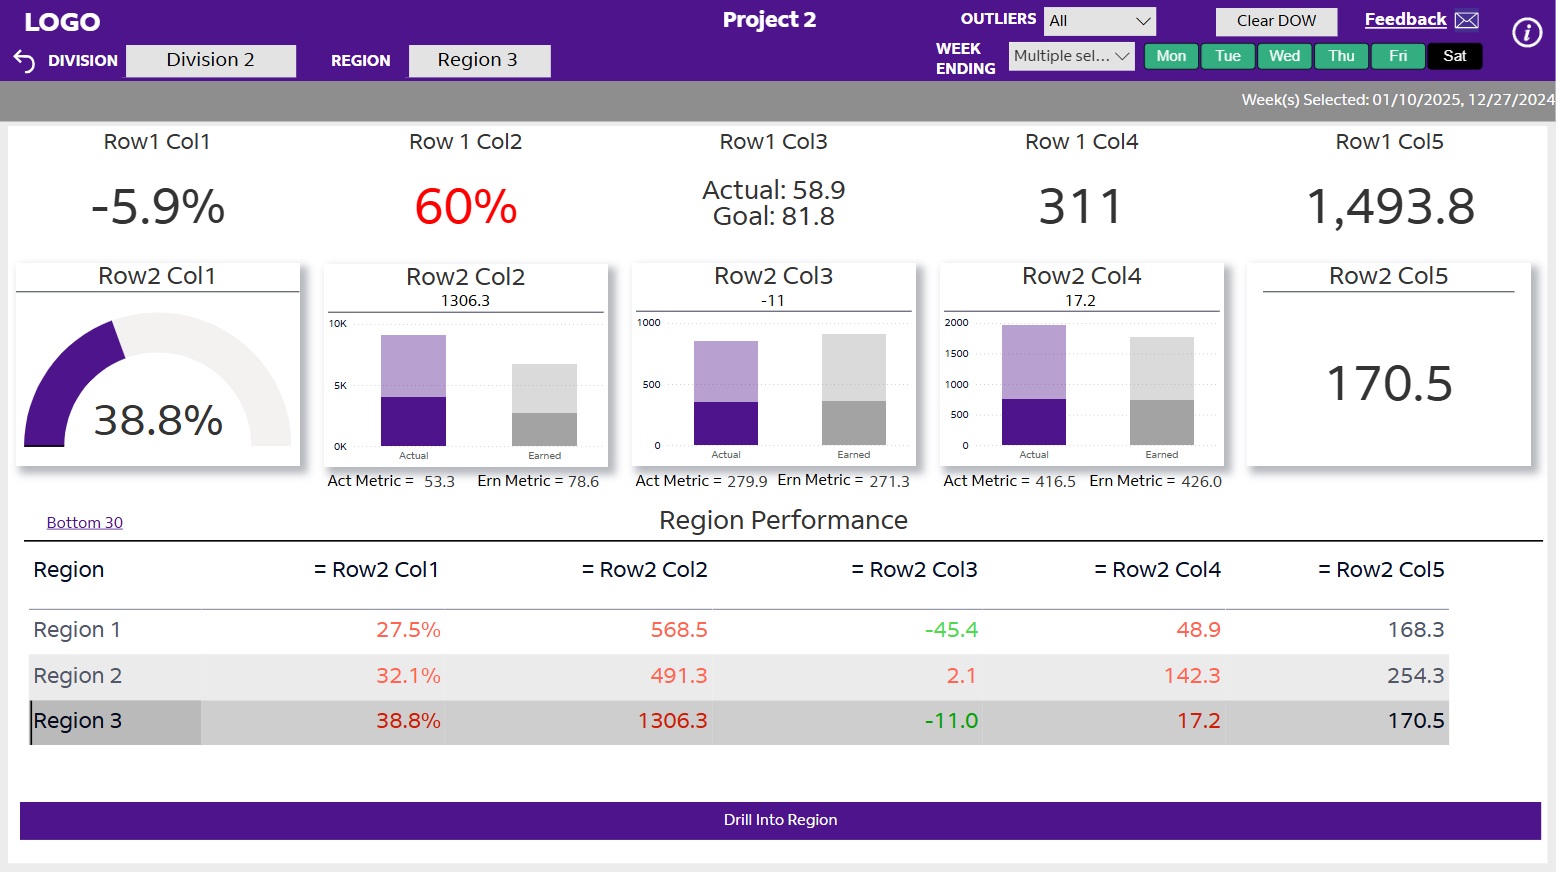 LOGO
Project 2
OUTLIERS All
Clear DOW
Feedback
i
DIVISION Division 2
REGION Region 3
WEEK
ENDING
Multiple sel...
Mon Tue Wed Thu Fri Sat
Week(s) Selected: 01/10/2025, 12/27/2024
Row1 Col1 Row 1 Col2 Row1 Col3 Row 1 Col4 Row1 Col5
-5.9% 60% Actual: 58.9 311 1,493.8
Goal: 81.8
Row2 Col1
38.8%
Row2 Col2
1306.3
10K
5K
0K
Actual Earned
Act Metric = 53.3 Ern Metric = 78.6
Row2 Col3
-11
1000
500
0
Actual Earned
Act Metric = 279.9 Ern Metric = 271.3
Row2 Col4
17.2
2000
1500
1000
500
0
Actual Earned
Act Metric = 416.5 Ern Metric = 426.0
Row2 Col5
170.5
Bottom 30
Region Performance
Region = Row2 Col1 = Row2 Col2 = Row2 Col3 = Row2 Col4 = Row2 Col5
Region 1 27.5% 568.5 -45.4 48.9 168.3
Region 2 32.1% 491.3 2.1 142.3 254.3
Region 3 38.8% 1306.3 -11.0 17.2 170.5
Drill Into Region